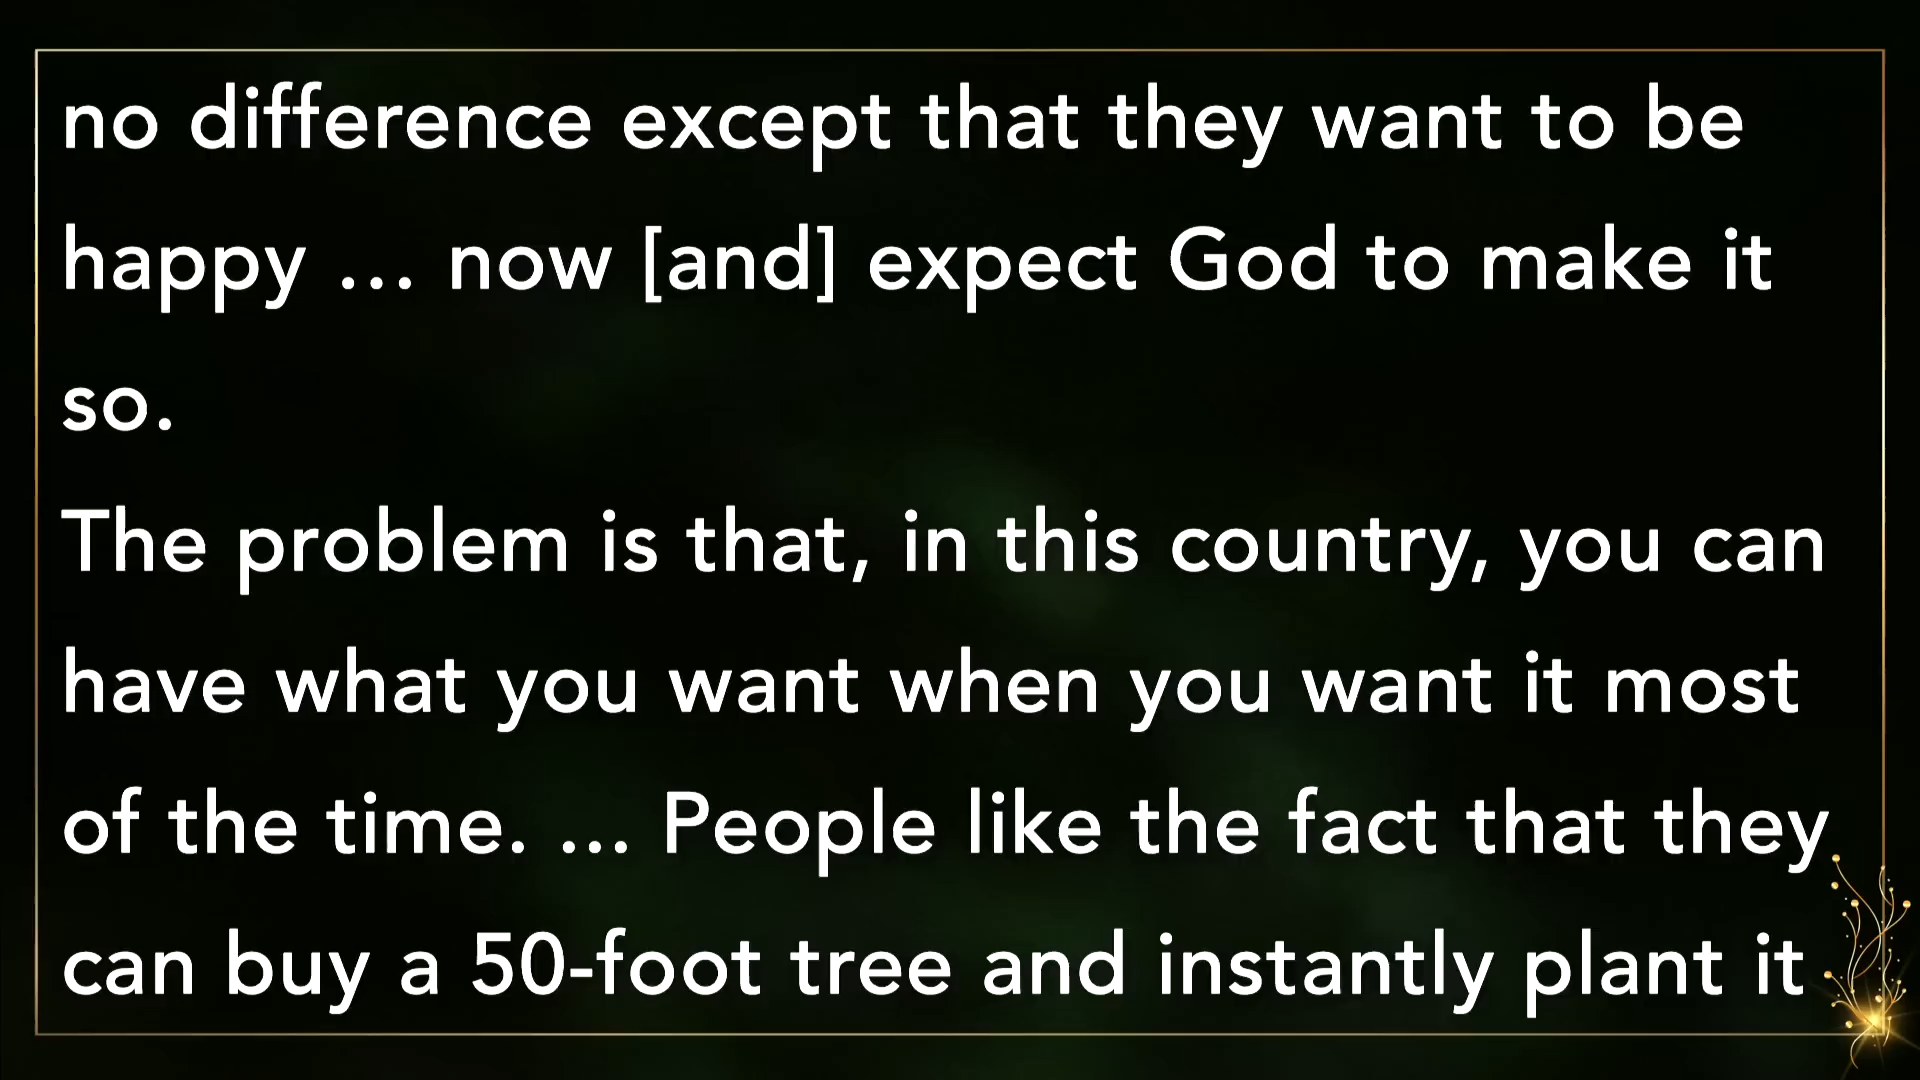 no difference except that they want to be
happy … now [and] expect God to make it
so.
The problem is that, in this country, you can
have what you want when you want it most
of the time. … People like the fact that they
can buy a 50-foot tree and instantly plant it